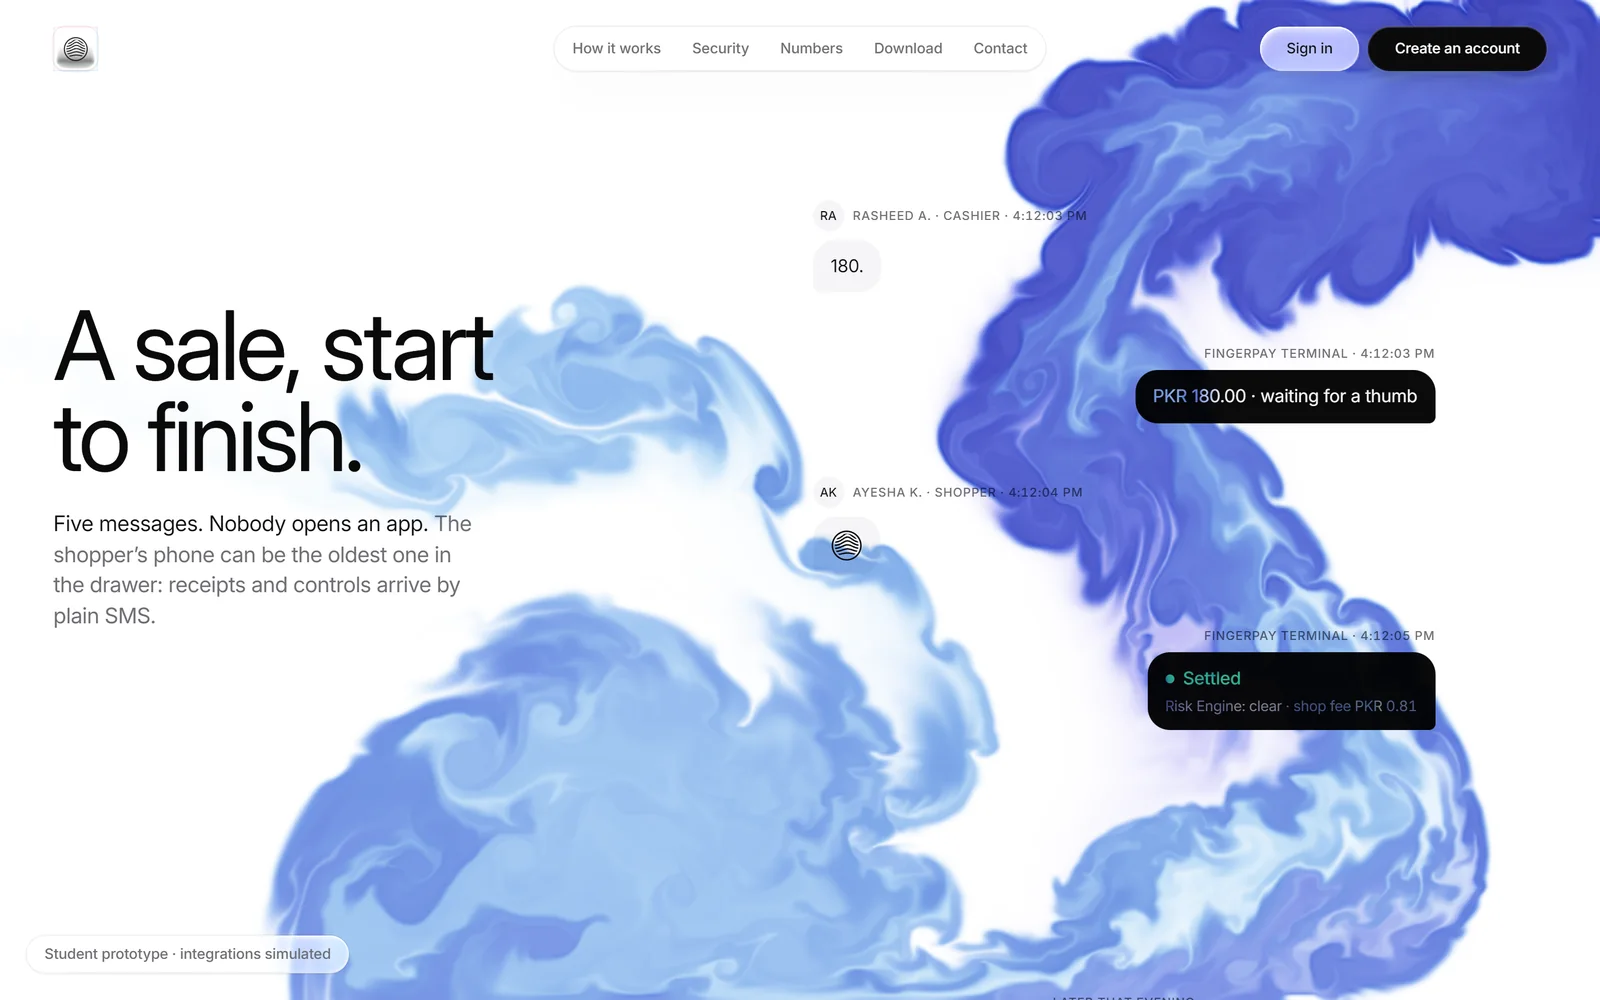 How it works
Security
Numbers
Download
Contact
Sign in
Create an account
RA
RASHEED A. · CASHIER · 4:12:03 PM
180.
A sale, start
to finish.
FINGERPAY TERMINAL · 4:12:03 PM
PKR 180.00 · waiting for a thumb
AK
AYESHA K. · SHOPPER · 4:12:04 PM
Five messages. Nobody opens an app. The
shopper’s phone can be the oldest one in
the drawer: receipts and controls arrive by
plain SMS.
FINGERPAY TERMINAL · 4:12:05 PM
Settled
Risk Engine: clear · shop fee PKR 0.81
Student prototype · integrations simulated
LATER THAT EVENING